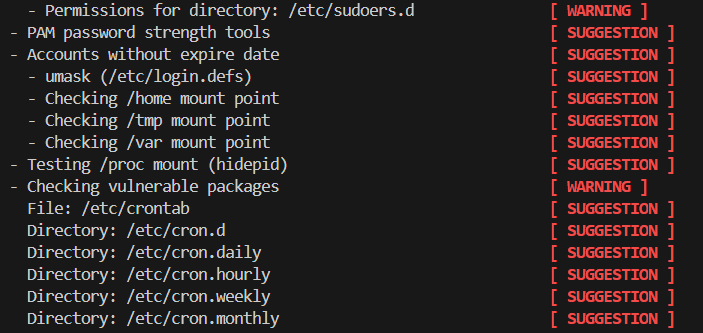 - Permissions for directory: /etc/sudoers.d [ WARNING ]
- PAM password strength tools [ SUGGESTION ]
- Accounts without expire date [ SUGGESTION ]
- umask (/etc/login.defs) [ SUGGESTION ]
- Checking /home mount point [ SUGGESTION ]
- Checking /tmp mount point [ SUGGESTION ]
- Checking /var mount point [ SUGGESTION ]
- Testing /proc mount (hidepid) [ SUGGESTION ]
- Checking vulnerable packages [ WARNING ]
File: /etc/crontab [ SUGGESTION ]
Directory: /etc/cron.d [ SUGGESTION ]
Directory: /etc/cron.daily [ SUGGESTION ]
Directory: /etc/cron.hourly [ SUGGESTION ]
Directory: /etc/cron.weekly [ SUGGESTION ]
Directory: /etc/cron.monthly [ SUGGESTION ]